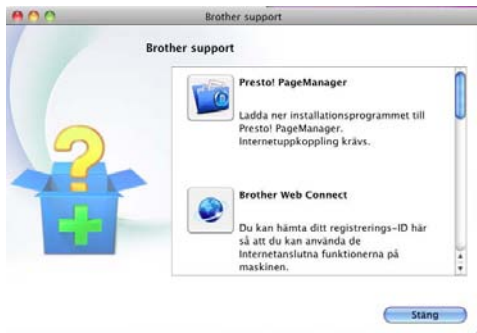 Brother support
Brother support
Presto! PageManager
Ladda ner installationsprogrammet till
Presto! PageManager.
Internetuppkoppling krävs.
Brother Web Connect
Du kan hämta ditt registrerings-ID här
så att du kan använda de
Internetanslutna funktionerna på
maskinen.
Stäng